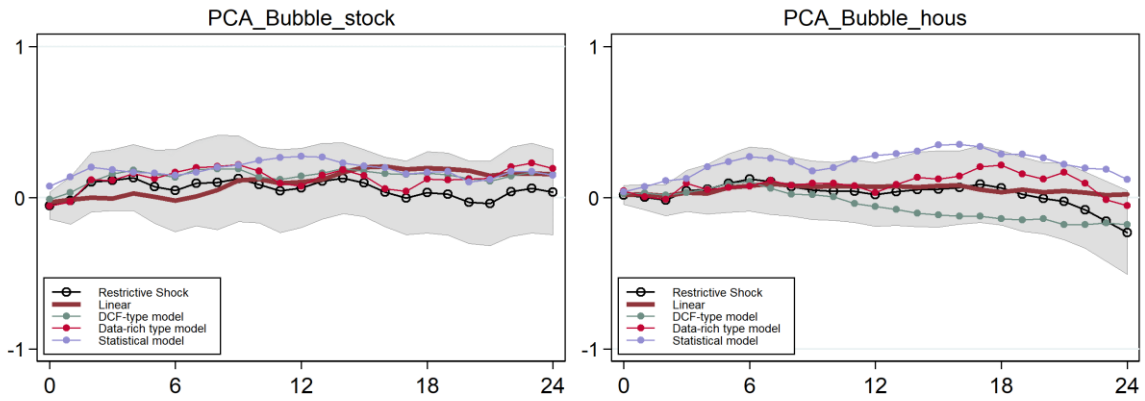 PCA_Bubble_stock
1
0
-1
Restrictive Shock
Linear
DCF-type model
Data-rich type model
Statistical model
0 6 12 18 24
PCA_Bubble_hous
1
0
-1
Restrictive Shock
Linear
DCF-type model
Data-rich type model
Statistical model
0 6 12 18 24